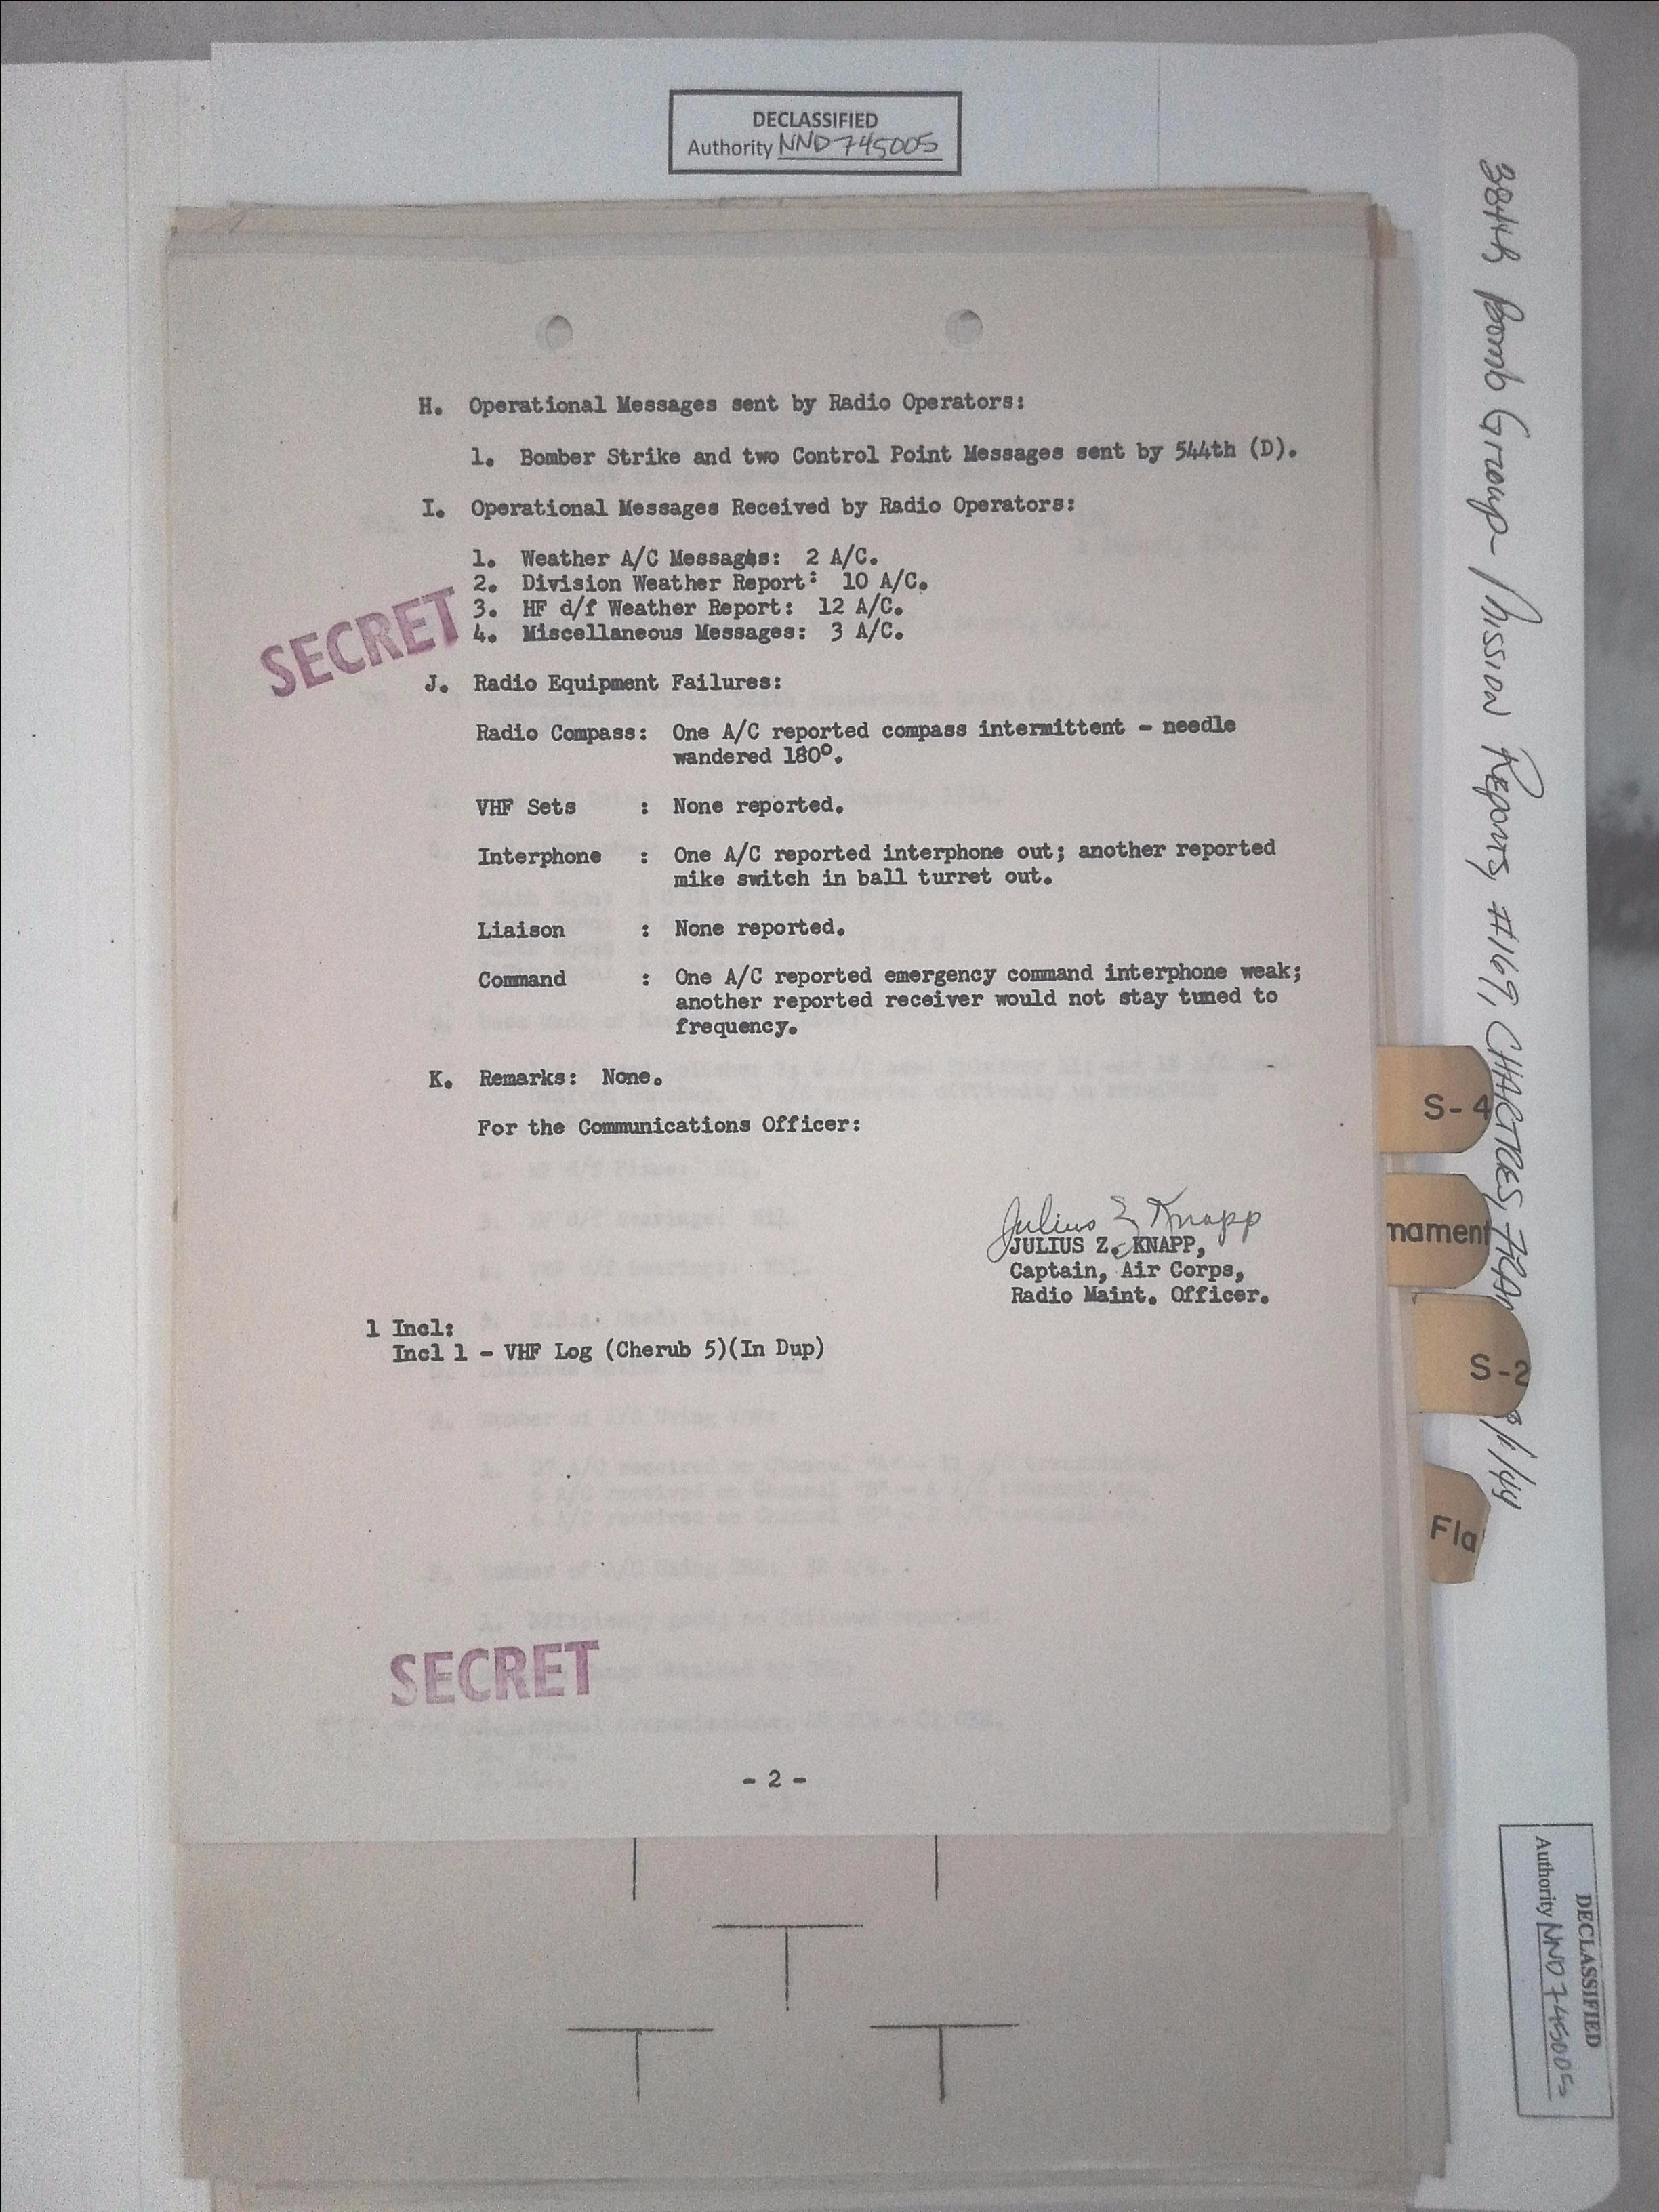 DECLASSIFIED
Authority NND 745005
H. Operational Messages sent by Radio Operators:
1. Bomber Strike and two Control Point Messages sent by 544th (D).
I. Operational Messages Received by Radio Operators:
1. Weather A/C Messages: 2 A/C.
2. Division Weather Report: 10 A/C.
3. HF d/f Weather Report: 12 A/C.
4. Miscellaneous Messages: 3 A/C.
SECRET
J. Radio Equipment Failures:
Radio Compass: One A/C reported compass intermittent - needle
wandered 180°.
VHF Sets : None reported.
Interphone : One A/C reported interphone out; another reported
mike switch in ball turret out.
Liaison : None reported.
Command : One A/C reported emergency command interphone weak;
another reported receiver would not stay tuned to
frequency.
K. Remarks: None.
For the Communications Officer:
Julius Z Knapp
JULIUS Z. KNAPP,
Captain, Air Corps,
Radio Maint. Officer.
1 Incl:
Incl 1 - VHF Log (Cherub 5)(In Dup)
SECRET
- 2 -
384th Bomb Group - Mission Reports, #169, CHARTRES, 8/1/44
S-4
nament
S-2
Fla
DECLASSIFIED
Authority NND 745005